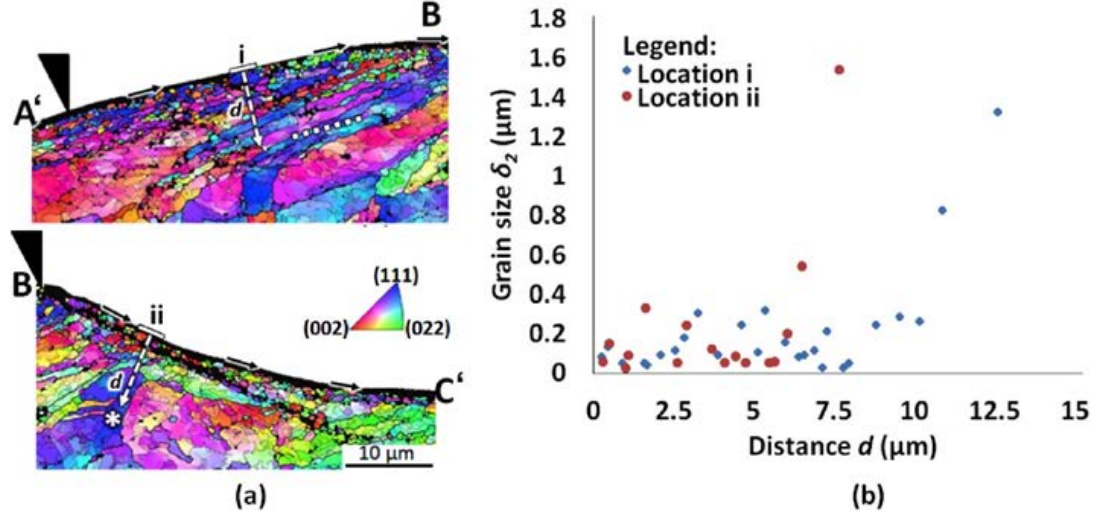 B
i
A‘
d
B
ii
(111)
(002)
(022)
d
*
C‘
10 µm
(a)
(b)
Grain size δ2 (µm)
1.8
1.6
1.4
1.2
1
0.8
0.6
0.4
0.2
0
Legend:
Location i
Location ii
0 2.5 5 7.5 10 12.5 15
Distance d (µm)